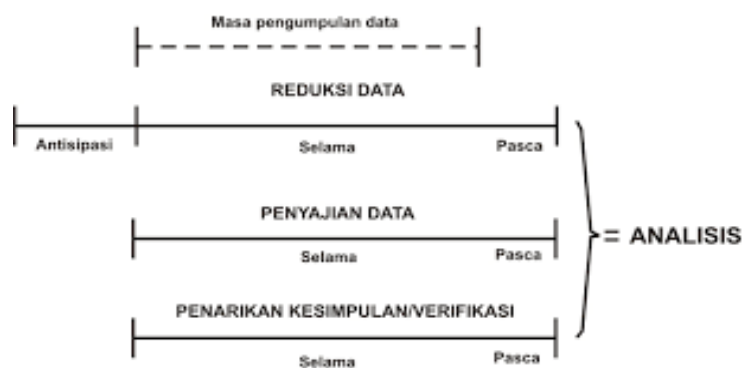 Masa pengumpulan data
REDUKSI DATA
Antisipasi Selama Pasca
PENYAJIAN DATA
Selama Pasca
= ANALISIS
PENARIKAN KESIMPULAN/VERIFIKASI
Selama Pasca